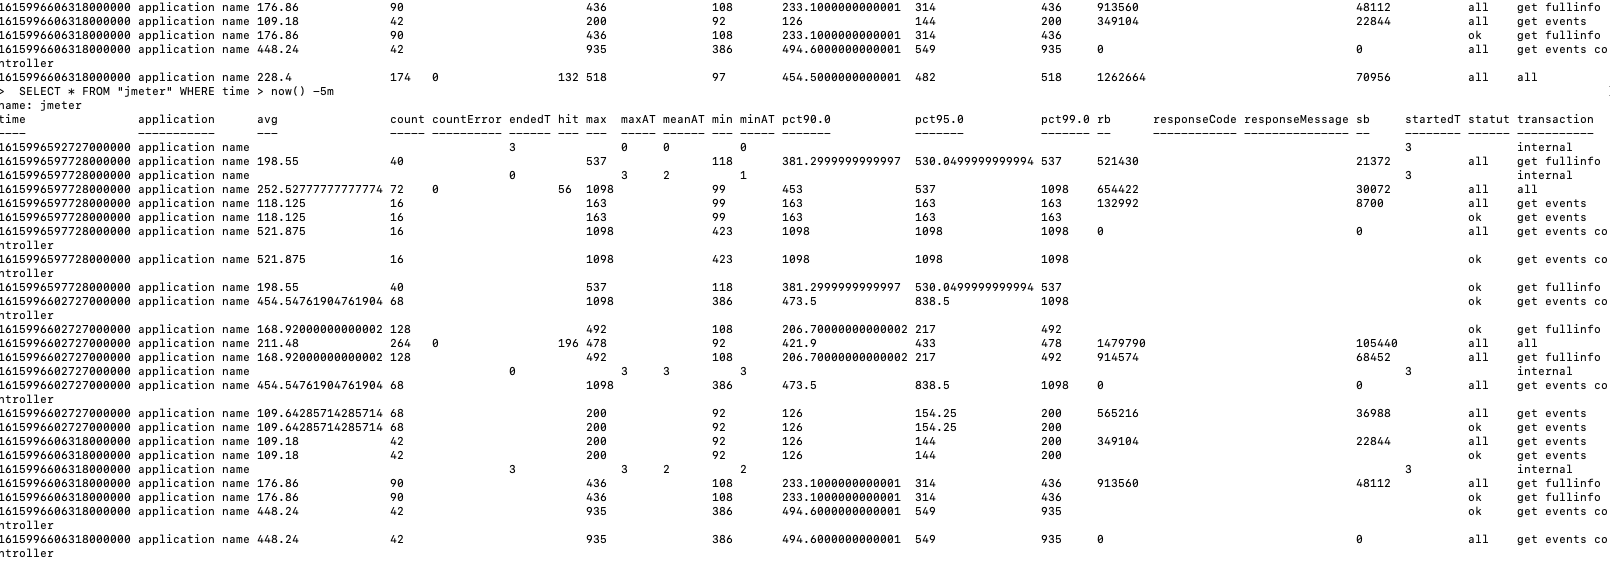 1615996606318000000 application name 176.86 90 436 108 233.1000000000001 314 436 913560 48112 all get fullinfo
1615996606318000000 application name 109.18 42 200 92 126 144 200 349104 22844 all get events
1615996606318000000 application name 176.86 90 436 108 233.1000000000001 314 436 ok get fullinfo
1615996606318000000 application name 448.24 42 935 386 494.6000000000001 549 935 0 0 all get events co
ntroller
1615996606318000000 application name 228.4 174 0 132 518 97 454.5000000000001 482 518 1262664 70956 all all
> SELECT * FROM "jmeter" WHERE time > now() -5m
name: jmeter
time application avg count countError endedT hit max maxAT meanAT min minAT pct90.0 pct95.0 pct99.0 rb responseCode responseMessage sb startedT statut transaction
---- ----------- --- ----- ---------- ------ --- --- ----- ------ --- ----- ------- ------- ------- -- ------------ --------------- -- -------- ------ -----------
1615996592727000000 application name 3 0 0 0 3 internal
1615996597728000000 application name 198.55 40 537 118 381.2999999999997 530.0499999999994 537 521430 21372 all get fullinfo
1615996597728000000 application name 0 3 2 1 3 internal
1615996597728000000 application name 252.52777777777774 72 0 56 1098 99 453 537 1098 654422 30072 all all
1615996597728000000 application name 118.125 16 163 99 163 163 163 132992 8700 all get events
1615996597728000000 application name 118.125 16 163 99 163 163 163 ok get events
1615996597728000000 application name 521.875 16 1098 423 1098 1098 1098 0 0 all get events co
ntroller
1615996597728000000 application name 521.875 16 1098 423 1098 1098 1098 ok get events co
ntroller
1615996597728000000 application name 198.55 40 537 118 381.2999999999997 530.0499999999994 537 ok get fullinfo
1615996602727000000 application name 454.54761904761904 68 1098 386 473.5 838.5 1098 ok get events co
ntroller
1615996602727000000 application name 168.92000000000002 128 492 108 206.70000000000002 217 492 ok get fullinfo
1615996602727000000 application name 211.48 264 0 196 478 92 421.9 433 478 1479790 105440 all all
1615996602727000000 application name 168.92000000000002 128 492 108 206.70000000000002 217 492 914574 68452 all get fullinfo
1615996602727000000 application name 0 3 3 3 3 internal
1615996602727000000 application name 454.54761904761904 68 1098 386 473.5 838.5 1098 0 0 all get events co
ntroller
1615996602727000000 application name 109.64285714285714 68 200 92 126 154.25 200 565216 36988 all get events
1615996602727000000 application name 109.64285714285714 68 200 92 126 154.25 200 ok get events
1615996606318000000 application name 109.18 42 200 92 126 144 200 349104 22844 all get events
1615996606318000000 application name 109.18 42 200 92 126 144 200 ok get events
1615996606318000000 application name 3 3 2 2 3 internal
1615996606318000000 application name 176.86 90 436 108 233.1000000000001 314 436 913560 48112 all get fullinfo
1615996606318000000 application name 176.86 90 436 108 233.1000000000001 314 436 ok get fullinfo
1615996606318000000 application name 448.24 42 935 386 494.6000000000001 549 935 ok get events co
ntroller
1615996606318000000 application name 448.24 42 935 386 494.6000000000001 549 935 0 0 all get events co
ntroller